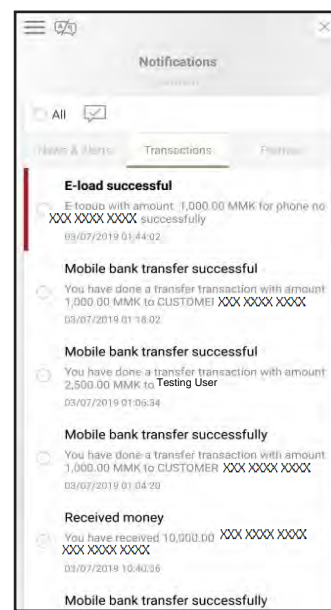 Notifications
All
News & Alerts Transactions
E-load successful
E-topup with amount 1,000.00 MMK for phone no
XXX XXXX XXXX successfully
03/07/2019 01:44:02
Mobile bank transfer successful
You have done a transfer transaction with amount
1,000.00 MMK to CUSTOMEI XXX XXXX XXXX
03/07/2019 01:18:02
Mobile bank transfer successful
You have done a transfer transaction with amount
2,500.00 MMK to Testing User
03/07/2019 01:06:34
Mobile bank transfer successfully
You have done a transfer transaction with amount
1,000.00 MMK to CUSTOMER XXX XXXX XXXX
03/07/2019 01:04:20
Received money
You have received 10,000.00 XXX XXXX XXXX
XXX XXXX XXXX
03/07/2019 10:40:36
Mobile bank transfer successfully